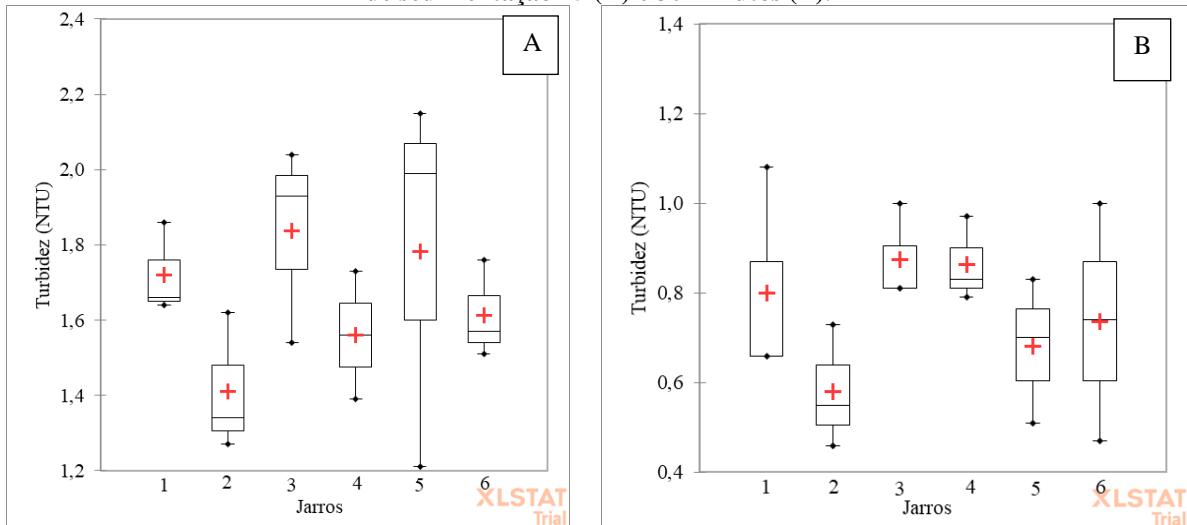 A
2,4
2,2
2,0
1,8
1,6
1,4
1,2
Turbidez (NTU)
1 2 3 4 5 6
Jarros
XLSTAT
Trial
B
1,4
1,2
1,0
0,8
0,6
0,4
Turbidez (NTU)
1 2 3 4 5 6
Jarros
XLSTAT
Trial